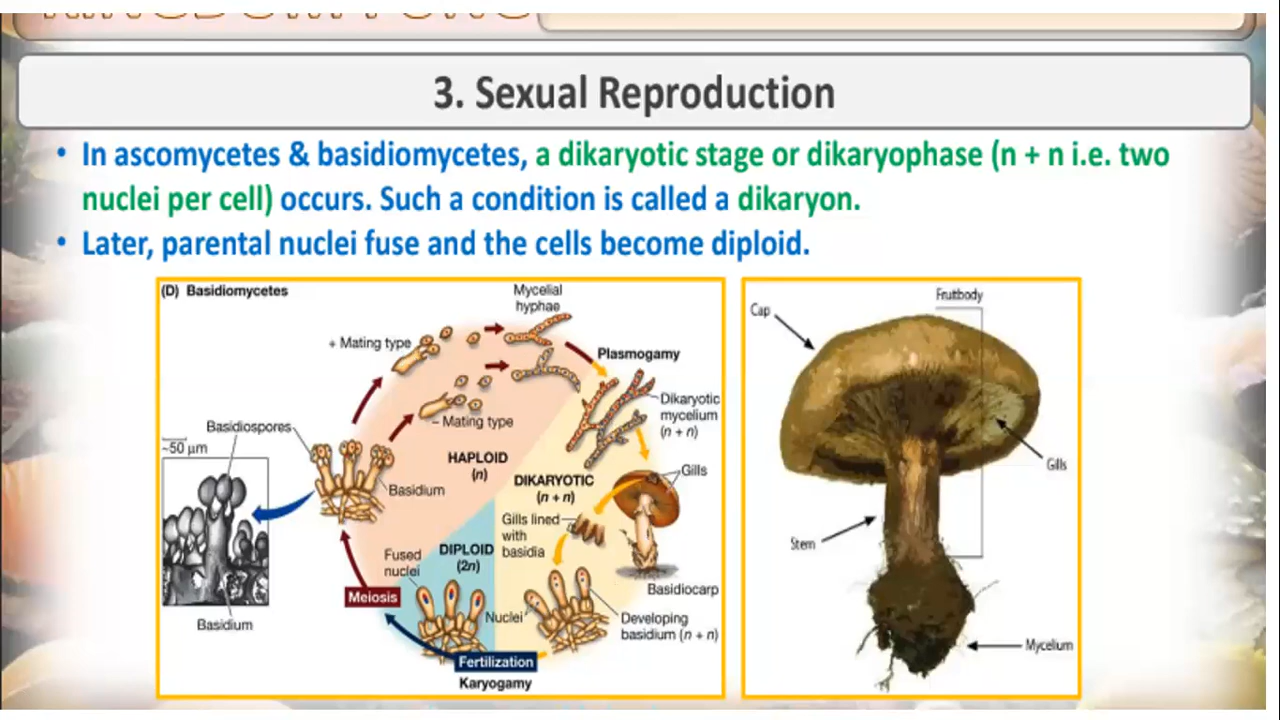 3. Sexual Reproduction
• In ascomycetes & basidiomycetes, a dikaryotic stage or dikaryophase (n + n i.e. two
nuclei per cell) occurs. Such a condition is called a dikaryon.
• Later, parental nuclei fuse and the cells become diploid.
(D) Basidiomycetes
Mycelial
hyphae
+ Mating type
Plasmogamy
Dikaryotic
mycelium
(n + n)
– Mating type
Basidiospores
~50 µm
HAPLOID
(n)
Gills
Basidium
DIKARYOTIC
(n + n)
Gills lined
with
basidia
DIPLOID
(2n)
Fused
nuclei
Basidiocarp
Meiosis
Nuclei
Developing
basidium (n + n)
Basidium
Fertilization
Karyogamy
Fruitbody
Cap
Gills
Stem
Mycelium